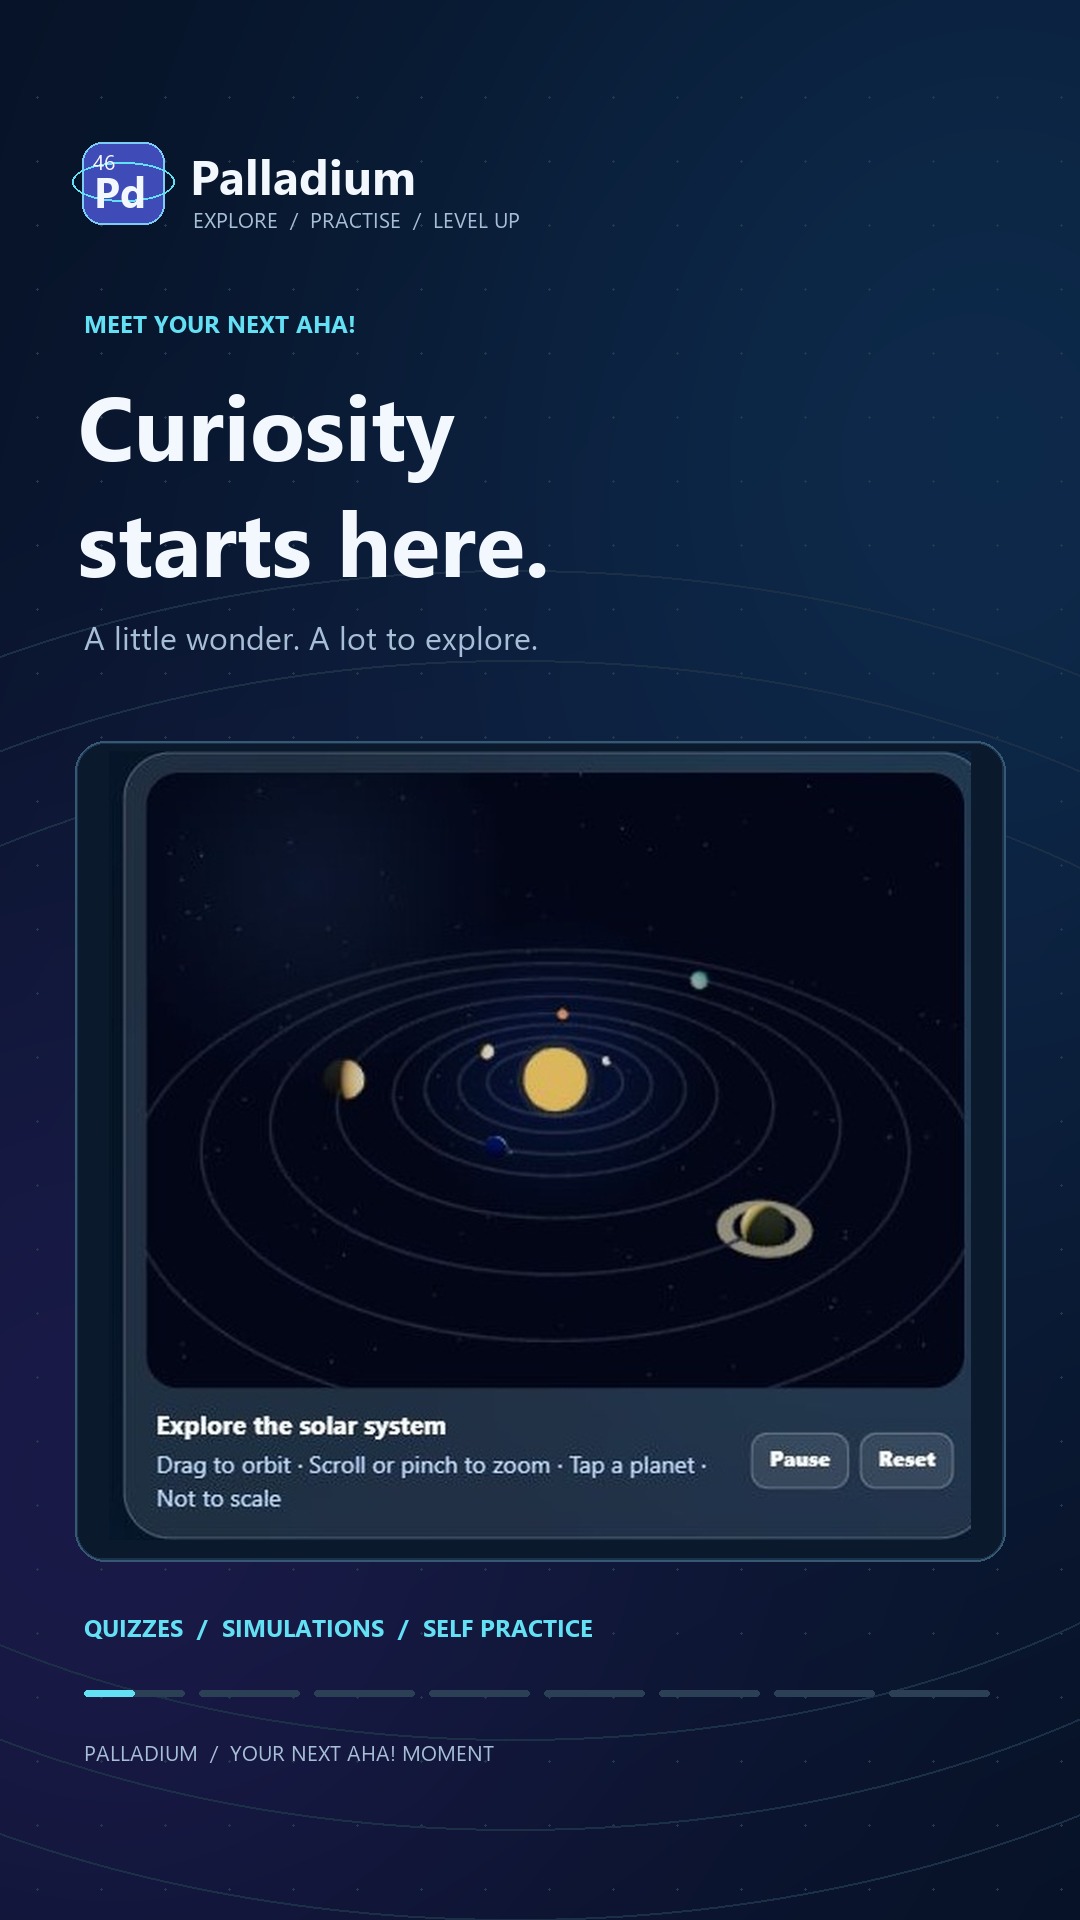 46
Pd
Palladium
EXPLORE / PRACTISE / LEVEL UP
MEET YOUR NEXT AHA!
Curiosity
starts here.
A little wonder. A lot to explore.
Explore the solar system
Drag to orbit · Scroll or pinch to zoom · Tap a planet ·
Not to scale
Pause
Reset
QUIZZES / SIMULATIONS / SELF PRACTICE
PALLADIUM / YOUR NEXT AHA! MOMENT